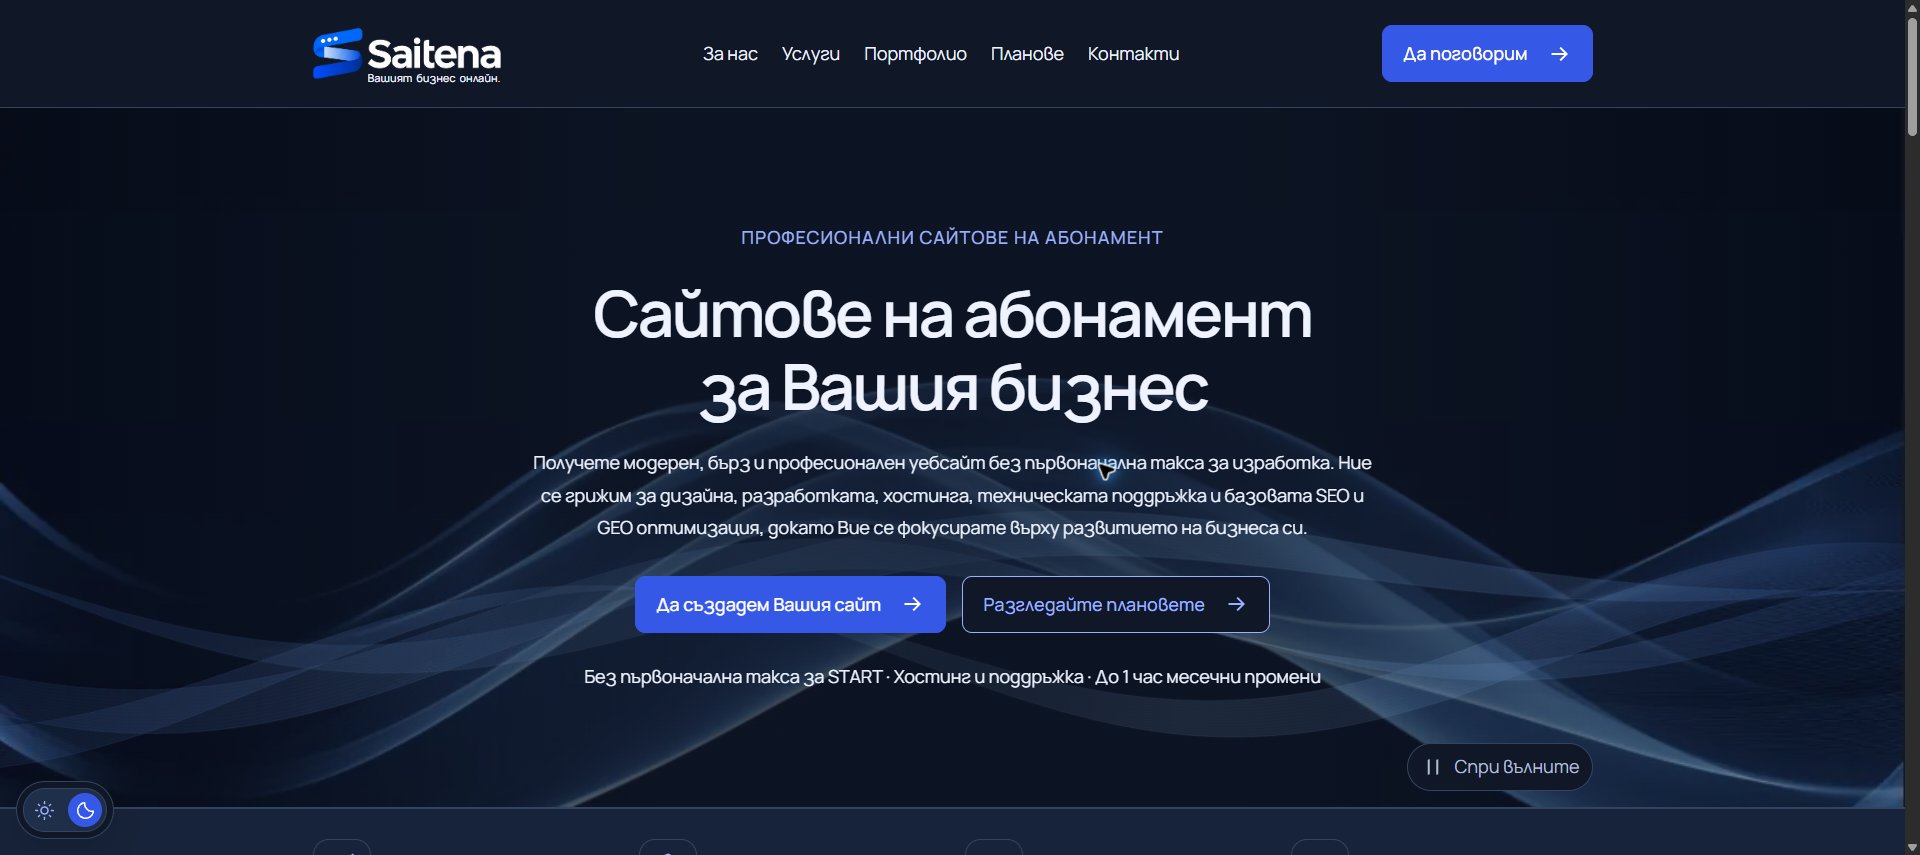 Saitena
Вашият бизнес онлайн.
За нас
Услуги
Портфолио
Планове
Контакти
Да поговорим
ПРОФЕСИОНАЛНИ САЙТОВЕ НА АБОНАМЕНТ
Сайтове на абонамент
за Вашия бизнес
Получете модерен, бърз и професионален уебсайт без първоначална такса за изработка. Ние
се грижим за дизайна, разработката, хостинга, техническата поддръжка и базовата SEO и
GEO оптимизация, докато Вие се фокусирате върху развитието на бизнеса си.
Да създадем Вашия сайт
Разгледайте плановете
Без първоначална такса за START · Хостинг и поддръжка · До 1 час месечни промени
Спри вълните